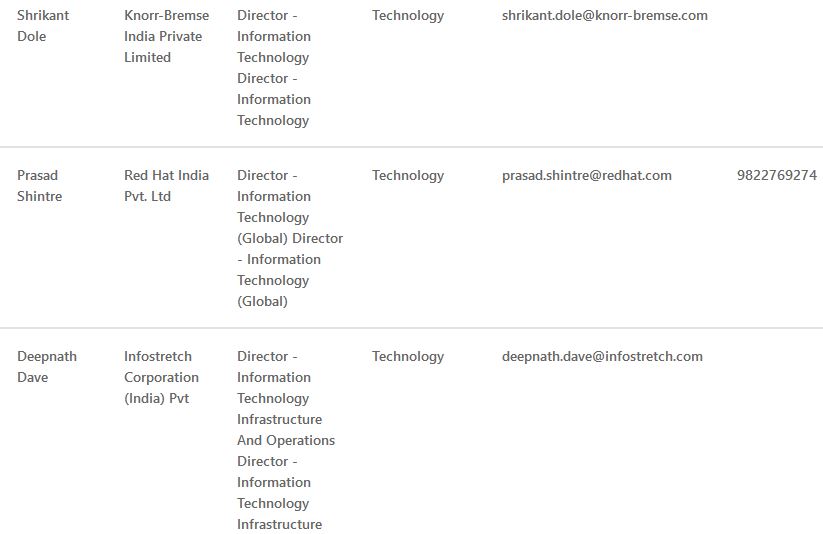 Shrikant
Dole
Knorr-Bremse
India Private
Limited
Director -
Information
Technology
Director -
Information
Technology
Technology
shrikant.dole@knorr-bremse.com
Prasad
Shintre
Red Hat India
Pvt. Ltd
Director -
Information
Technology
(Global) Director
- Information
Technology
(Global)
Technology
prasad.shintre@redhat.com
9822769274
Deepnath
Dave
Infostretch
Corporation
(India) Pvt
Director -
Information
Technology
Infrastructure
And Operations
Director -
Information
Technology
Infrastructure
Technology
deepnath.dave@infostretch.com